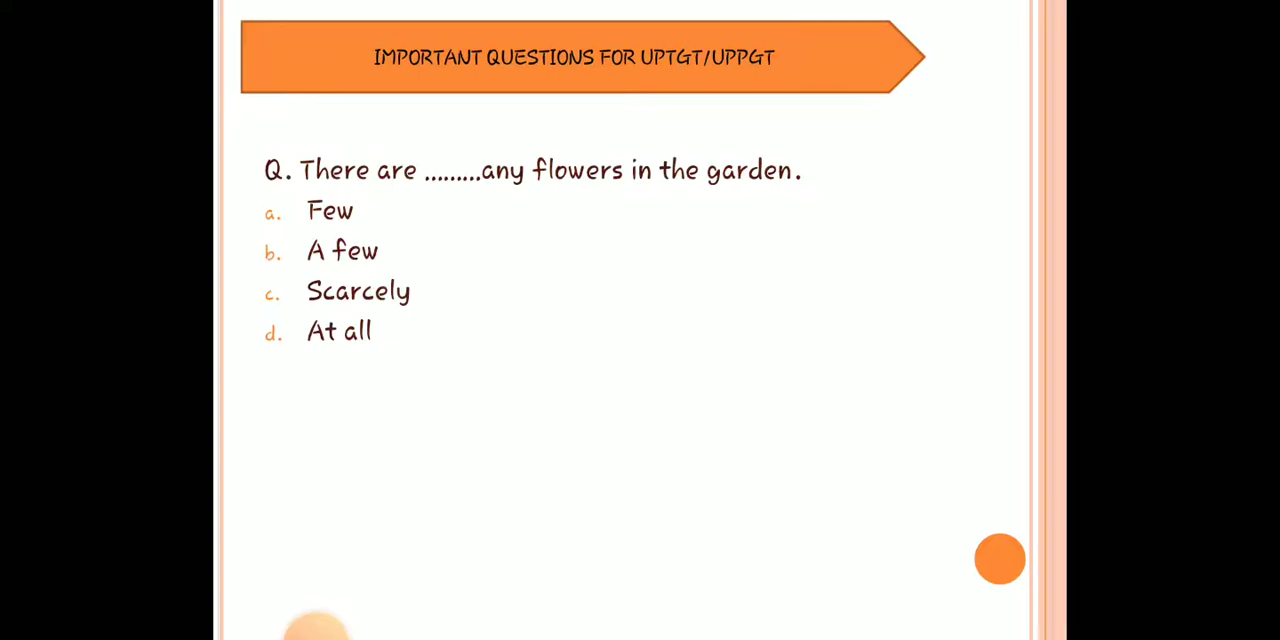 IMPORTANT QUESTIONS FOR UPTGT/UPPGT
Q. There are .........any flowers in the garden.
a. Few
b. A few
c. Scarcely
d. At all